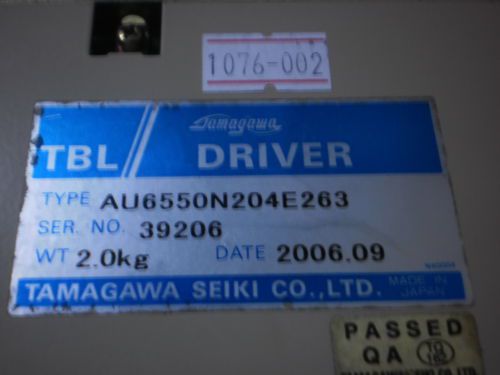 1076-002
Tamagawa
TBL // DRIVER
TYPE AU6550N204E263
SER. NO. 39206
WT 2.0kg DATE 2006.09
TAMAGAWA SEIKI CO.,LTD. MADE IN JAPAN
PASSED
QA